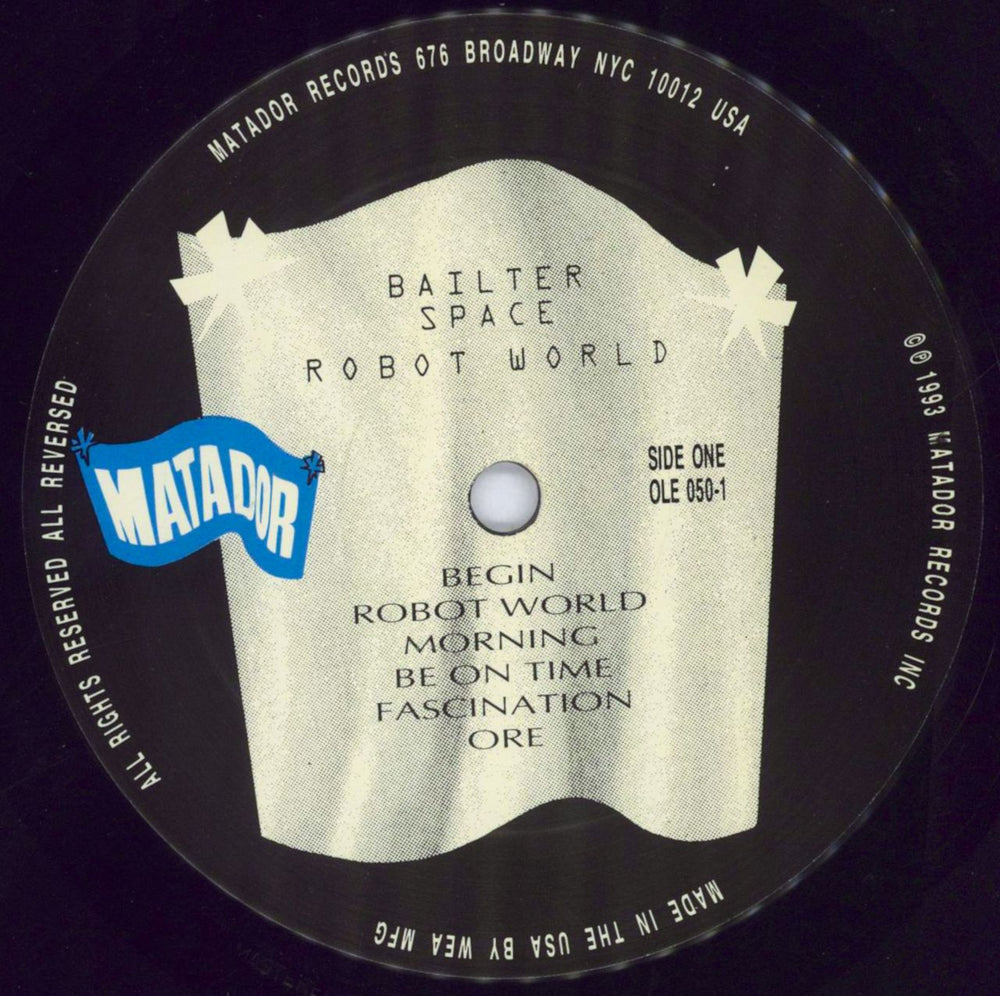 MATADOR RECORDS 676 BROADWAY NYC 10012 USA
BAILTER
SPACE
ROBOT WORLD
MATADOR
SIDE ONE
OLE 050-1
BEGIN
ROBOT WORLD
MORNING
BE ON TIME
FASCINATION
ORE
©℗ 1993 MATADOR RECORDS INC
MADE IN THE USA BY WEA MFG
ALL RIGHTS RESERVED ALL REVERSED